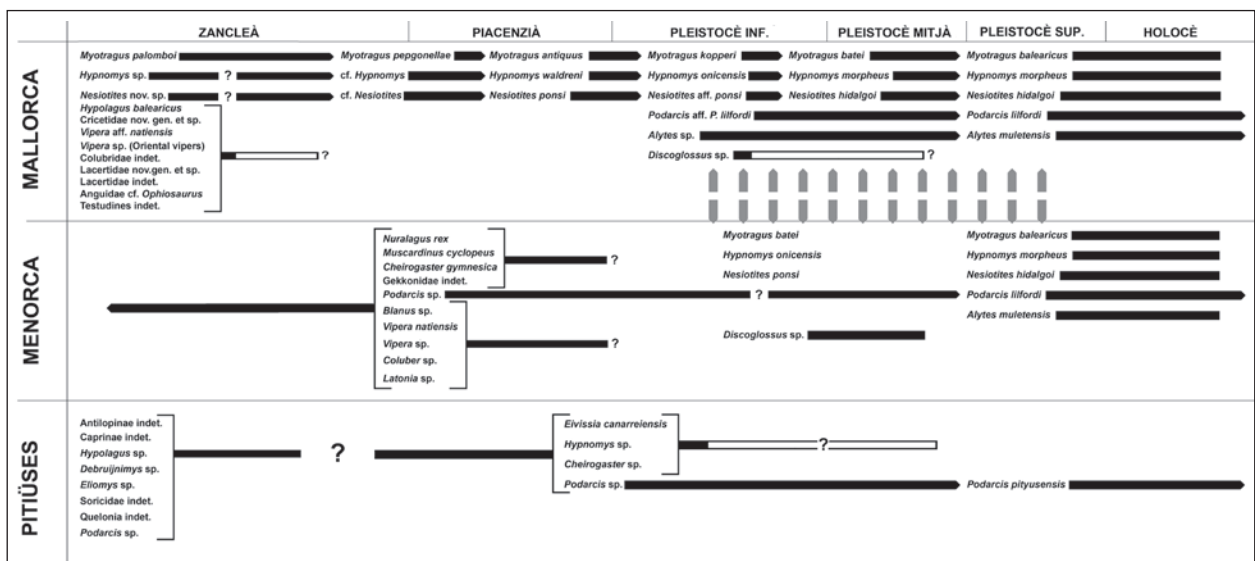 ZANCLEÀ PIACENZIÀ PLEISTOCÈ INF. PLEISTOCÈ MITJÀ PLEISTOCÈ SUP. HOLOCÈ
MALLORCA
Myotragus palomboi Myotragus pepgonellae Myotragus antiquus Myotragus kopperi Myotragus batei Myotragus balearicus
Hypnomys sp. ? cf. Hypnomys Hypnomys waldreni Hypnomys onicensis Hypnomys morpheus Hypnomys morpheus
Nesiotites nov. sp. ? cf. Nesiotites Nesiotites ponsi Nesiotites aff. ponsi Nesiotites hidalgoi Nesiotites hidalgoi
Hypolagus balearicus
Cricetidae nov. gen. et sp. Podarcis aff. P. lilfordi Podarcis lilfordi
Vipera aff. natiensis Alytes sp. Alytes muletensis
Vipera sp. (Oriental vipers)
Colubridae indet. ? Discoglossus sp. ?
Lacertidae nov.gen. et sp.
Lacertidae indet.
Anguidae cf. Ophiosaurus
Testudines indet.
MENORCA
Nuralagus rex Myotragus batei Myotragus balearicus
Muscardinus cyclopeus Hypnomys onicensis Hypnomys morpheus
?
Cheirogaster gymnesica Nesiotites ponsi Nesiotites hidalgoi
Gekkonidae indet.
Podarcis sp. ? Podarcis lilfordi
Blanus sp. Alytes muletensis
Vipera natiensis Discoglossus sp.
Vipera sp. ?
Coluber sp.
Latonia sp.
PITIÜSES
Antilopinae indet. Eivissia canarreiensis
Caprinae indet.
Hypolagus sp. ? Hypnomys sp. ?
Debruijnimys sp. Cheirogaster sp.
Eliomys sp. Podarcis sp. Podarcis pityusensis
Soricidae indet.
Quelonia indet.
Podarcis sp.